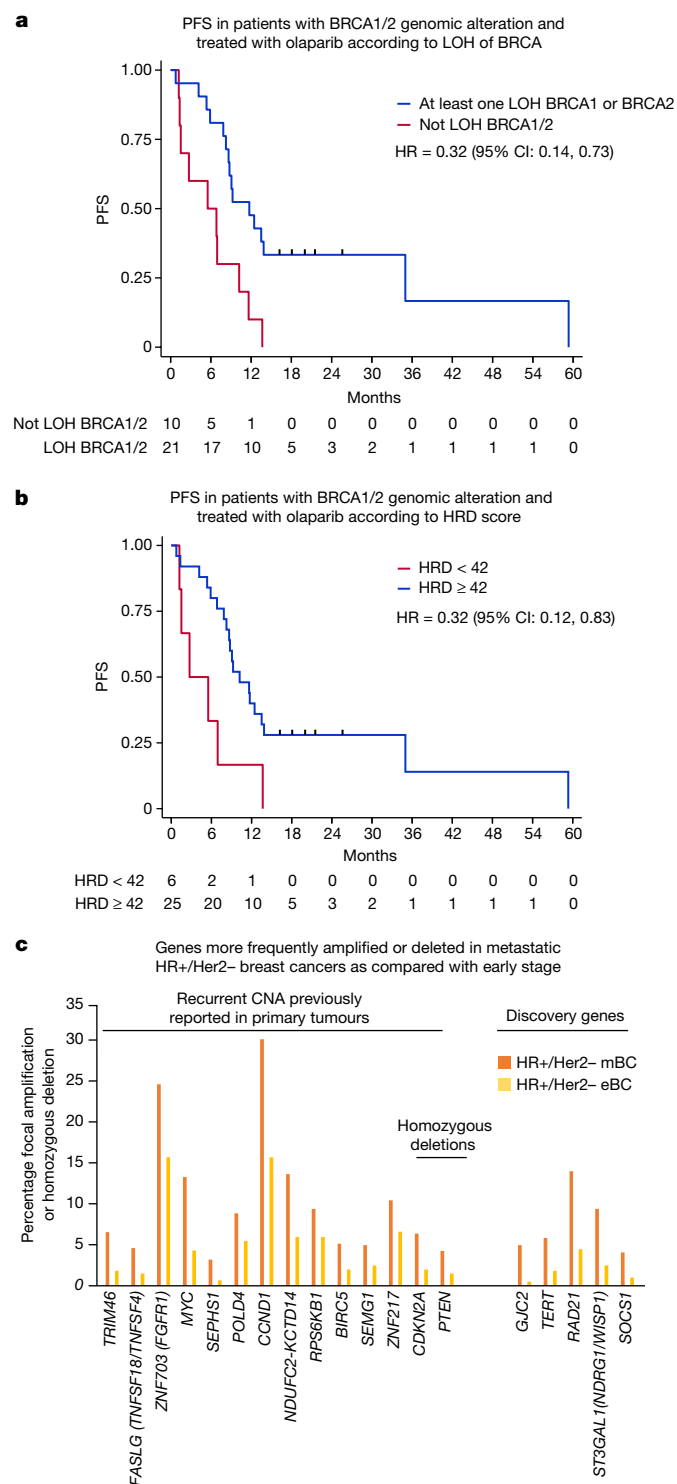 a
PFS in patients with BRCA1/2 genomic alteration and
treated with olaparib according to LOH of BRCA
1.00
0.75
0.50
0.25
0
PFS
At least one LOH BRCA1 or BRCA2
Not LOH BRCA1/2
HR = 0.32 (95% CI: 0.14, 0.73)
0 6 12 18 24 30 36 42 48 54 60
Months
Not LOH BRCA1/2 10 5 1 0 0 0 0 0 0 0 0
LOH BRCA1/2 21 17 10 5 3 2 1 1 1 1 0
b
PFS in patients with BRCA1/2 genomic alteration and
treated with olaparib according to HRD score
1.00
0.75
0.50
0.25
0
PFS
HRD < 42
HRD ≥ 42
HR = 0.32 (95% CI: 0.12, 0.83)
0 6 12 18 24 30 36 42 48 54 60
Months
HRD < 42 6 2 1 0 0 0 0 0 0 0 0
HRD ≥ 42 25 20 10 5 3 2 1 1 1 1 0
c
Genes more frequently amplified or deleted in metastatic
HR+/Her2– breast cancers as compared with early stage
35
30
25
20
15
10
5
0
Percentage focal amplification
or homozygous deletion
Recurrent CNA previously
reported in primary tumours
Discovery genes
HR+/Her2– mBC
HR+/Her2– eBC
Homozygous
deletions
TRIM46
FASLG (TNFSF18/TNFSF4)
ZNF703 (FGFR1)
MYC
SEPHS1
POLD4
CCND1
NDUFC2-KCTD14
RPS6KB1
BIRC5
SEMG1
ZNF217
CDKN2A
PTEN
GJC2
TERT
RAD21
ST3GAL1(NDRG1/WISP1)
SOCS1